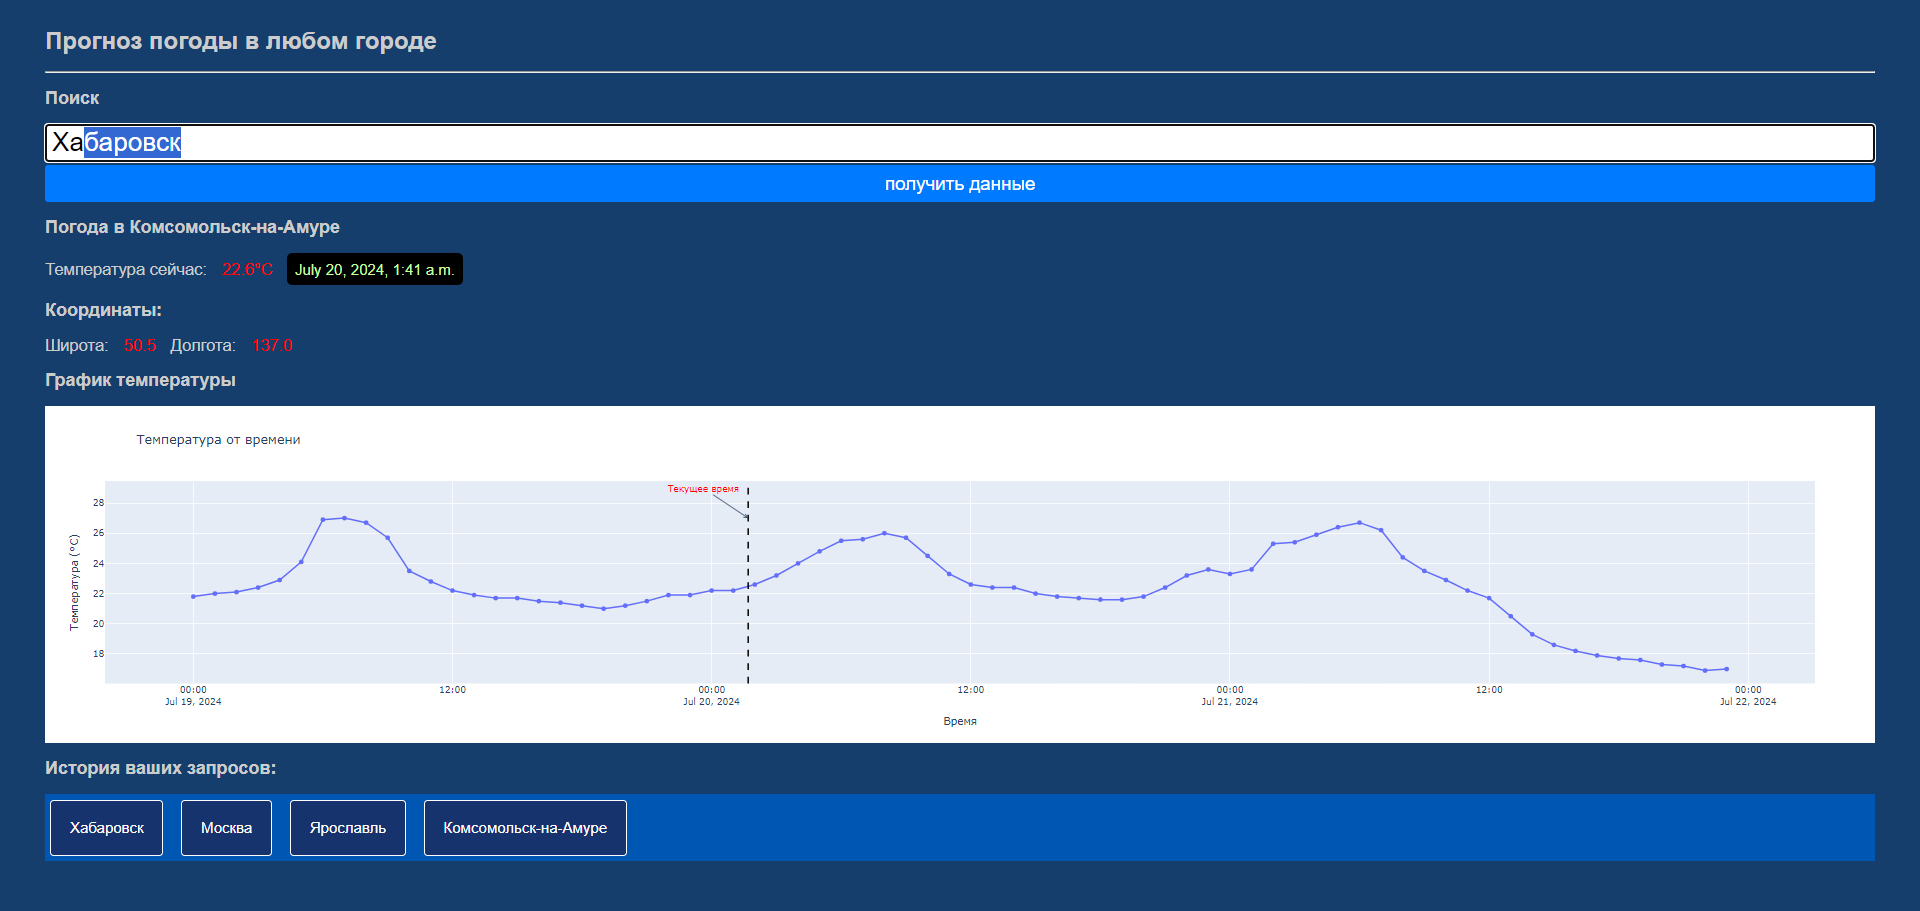 Прогноз погоды в любом городе
Поиск
Хабаровск
получить данные
Погода в Комсомольск-на-Амуре
Температура сейчас: 22.6°C July 20, 2024, 1:41 a.m.
Координаты:
Широта: 50.5 Долгота: 137.0
График температуры
Температура от времени
Текущее время
28
26
24
22
20
18
Температура (°C)
00:00 12:00 00:00 12:00 00:00 12:00 00:00
Jul 19, 2024 Jul 20, 2024 Jul 21, 2024 Jul 22, 2024
Время
История ваших запросов:
Хабаровск Москва Ярославль Комсомольск-на-Амуре